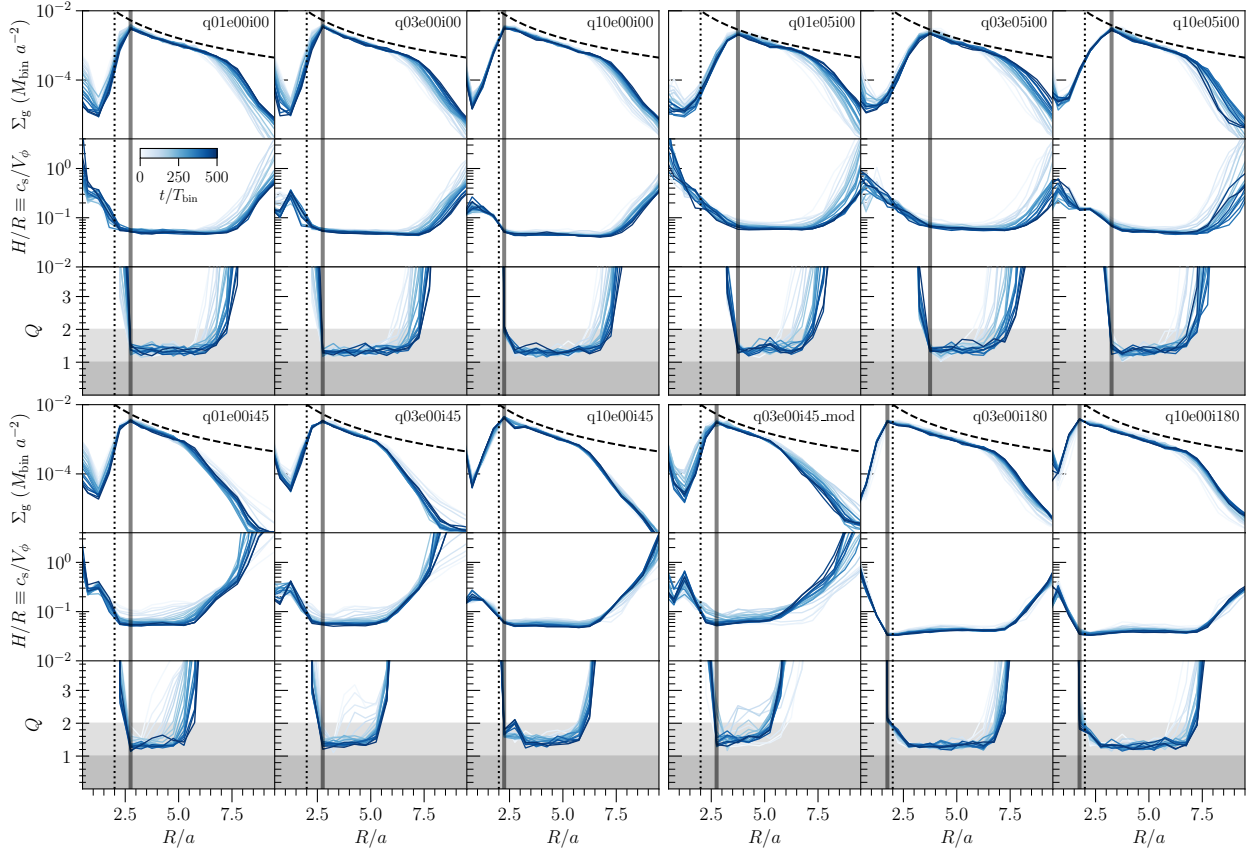 10⁻²
q01e00i00
q03e00i00
q10e00i00
q01e05i00
q03e05i00
q10e05i00
Σg (Mbin a⁻²)
10⁻⁴
H/R ≡ cs/Vϕ
10⁰
10⁻¹
10⁻²
0 250 500
t/Tbin
Q
3
2
1
10⁻²
q01e00i45
q03e00i45
q10e00i45
q03e00i45_mod
q03e00i180
q10e00i180
Σg (Mbin a⁻²)
10⁻⁴
H/R ≡ cs/Vϕ
10⁰
10⁻¹
10⁻²
Q
3
2
1
2.5 5.0 7.5 2.5 5.0 7.5 2.5 5.0 7.5 2.5 5.0 7.5 2.5 5.0 7.5 2.5 5.0 7.5
R/a R/a R/a R/a R/a R/a